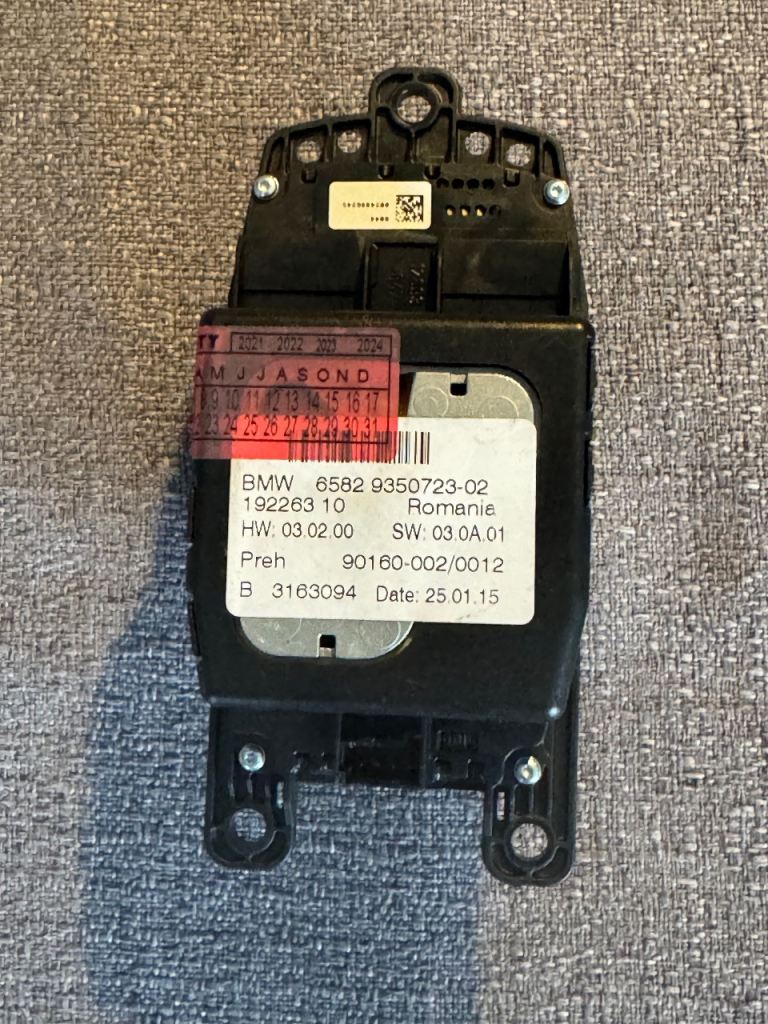 2021 2022 2023 2024
M J J A S O N D
9 10 11 12 13 14 15 16 17
23 24 25 26 27 28 29 30 31
BMW 6582 9350723-02
192263 10 Romania
HW: 03.02.00 SW: 03.0A.01
Preh 90160-002/0012
B 3163094 Date: 25.01.15